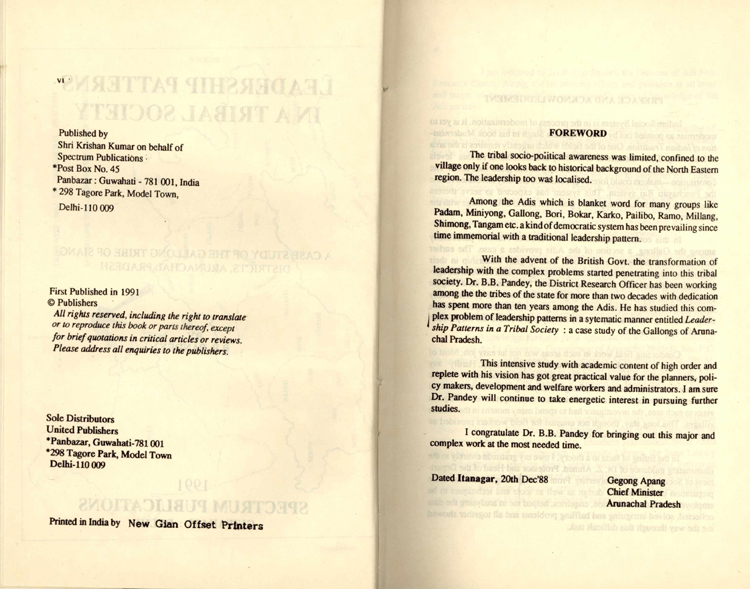 vi
Published by
Shri Krishan Kumar on behalf of
Spectrum Publications
*Post Box No. 45
Panbazar : Guwahati - 781 001, India
* 298 Tagore Park, Model Town,
Delhi-110 009
First Published in 1991
© Publishers
All rights reserved, including the right to translate
or to reproduce this book or parts thereof, except
for brief quotations in critical articles or reviews.
Please address all enquiries to the publishers.
Sole Distributors
United Publishers
*Panbazar, Guwahati-781 001
*298 Tagore Park, Model Town
Delhi-110 009
Printed in India by New Gian Offset Printers
FOREWORD
The tribal socio-political awareness was limited, confined to the
village only if one looks back to historical background of the North Eastern
region. The leadership too was localised.
Among the Adis which is blanket word for many groups like
Padam, Miniyong, Gallong, Bori, Bokar, Karko, Pailibo, Ramo, Millang,
Shimong, Tangam etc. a kind of democratic system has been prevailing since
time immemorial with a traditional leadership pattern.
With the advent of the British Govt. the transformation of
leadership with the complex problems started penetrating into this tribal
society. Dr. B.B. Pandey, the District Research Officer has been working
among the the tribes of the state for more than two decades with dedication
has spent more than ten years among the Adis. He has studied this com-
plex problem of leadership patterns in a sytematic manner entitled Leader-
ship Patterns in a Tribal Society : a case study of the Gallongs of Aruna-
chal Pradesh.
This intensive study with academic content of high order and
replete with his vision has got great practical value for the planners, poli-
cy makers, development and welfare workers and administrators. I am sure
Dr. Pandey will continue to take energetic interest in pursuing further
studies.
I congratulate Dr. B.B. Pandey for bringing out this major and
complex work at the most needed time.
Dated Itanagar, 20th Dec'88
Gegong Apang
Chief Minister
Arunachal Pradesh